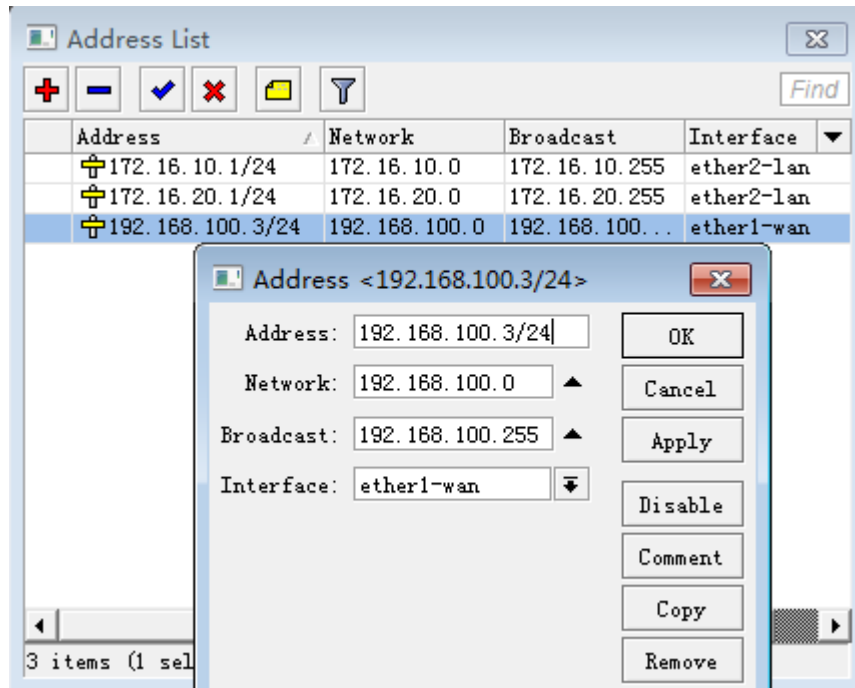 Address List
Find
Address Network Broadcast Interface
172.16.10.1/24 172.16.10.0 172.16.10.255 ether2-lan
172.16.20.1/24 172.16.20.0 172.16.20.255 ether2-lan
192.168.100.3/24 192.168.100.0 192.168.100... ether1-wan
Address <192.168.100.3/24>
Address: 192.168.100.3/24 OK
Network: 192.168.100.0 Cancel
Broadcast: 192.168.100.255 Apply
Interface: ether1-wan
Disable
Comment
Copy
3 items (1 sel
Remove